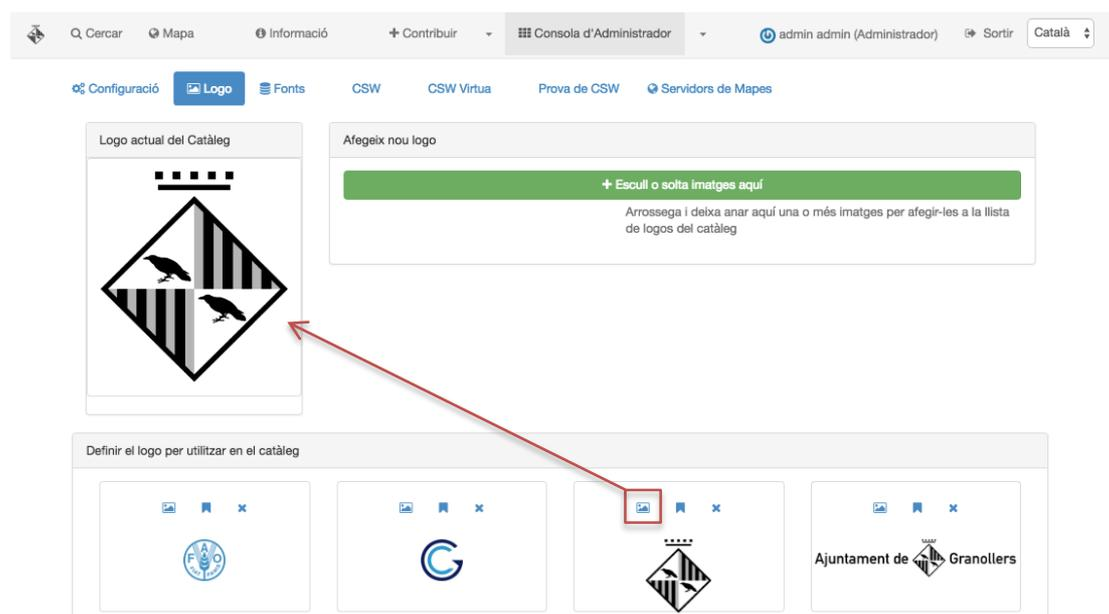 Cercar Mapa Informació Contribuir Consola d'Administrador admin admin (Administrador) Sortir Català
Configuració Logo Fonts CSW CSW Virtua Prova de CSW Servidors de Mapes
Logo actual del Catàleg
Afegeix nou logo
+ Escull o solta imatges aquí
Arrossega i deixa anar aquí una o més imatges per afegir-les a la llista
de logos del catàleg
Definir el logo per utilitzar en el catàleg
F A O
FIAT PANIS
Ajuntament de Granollers